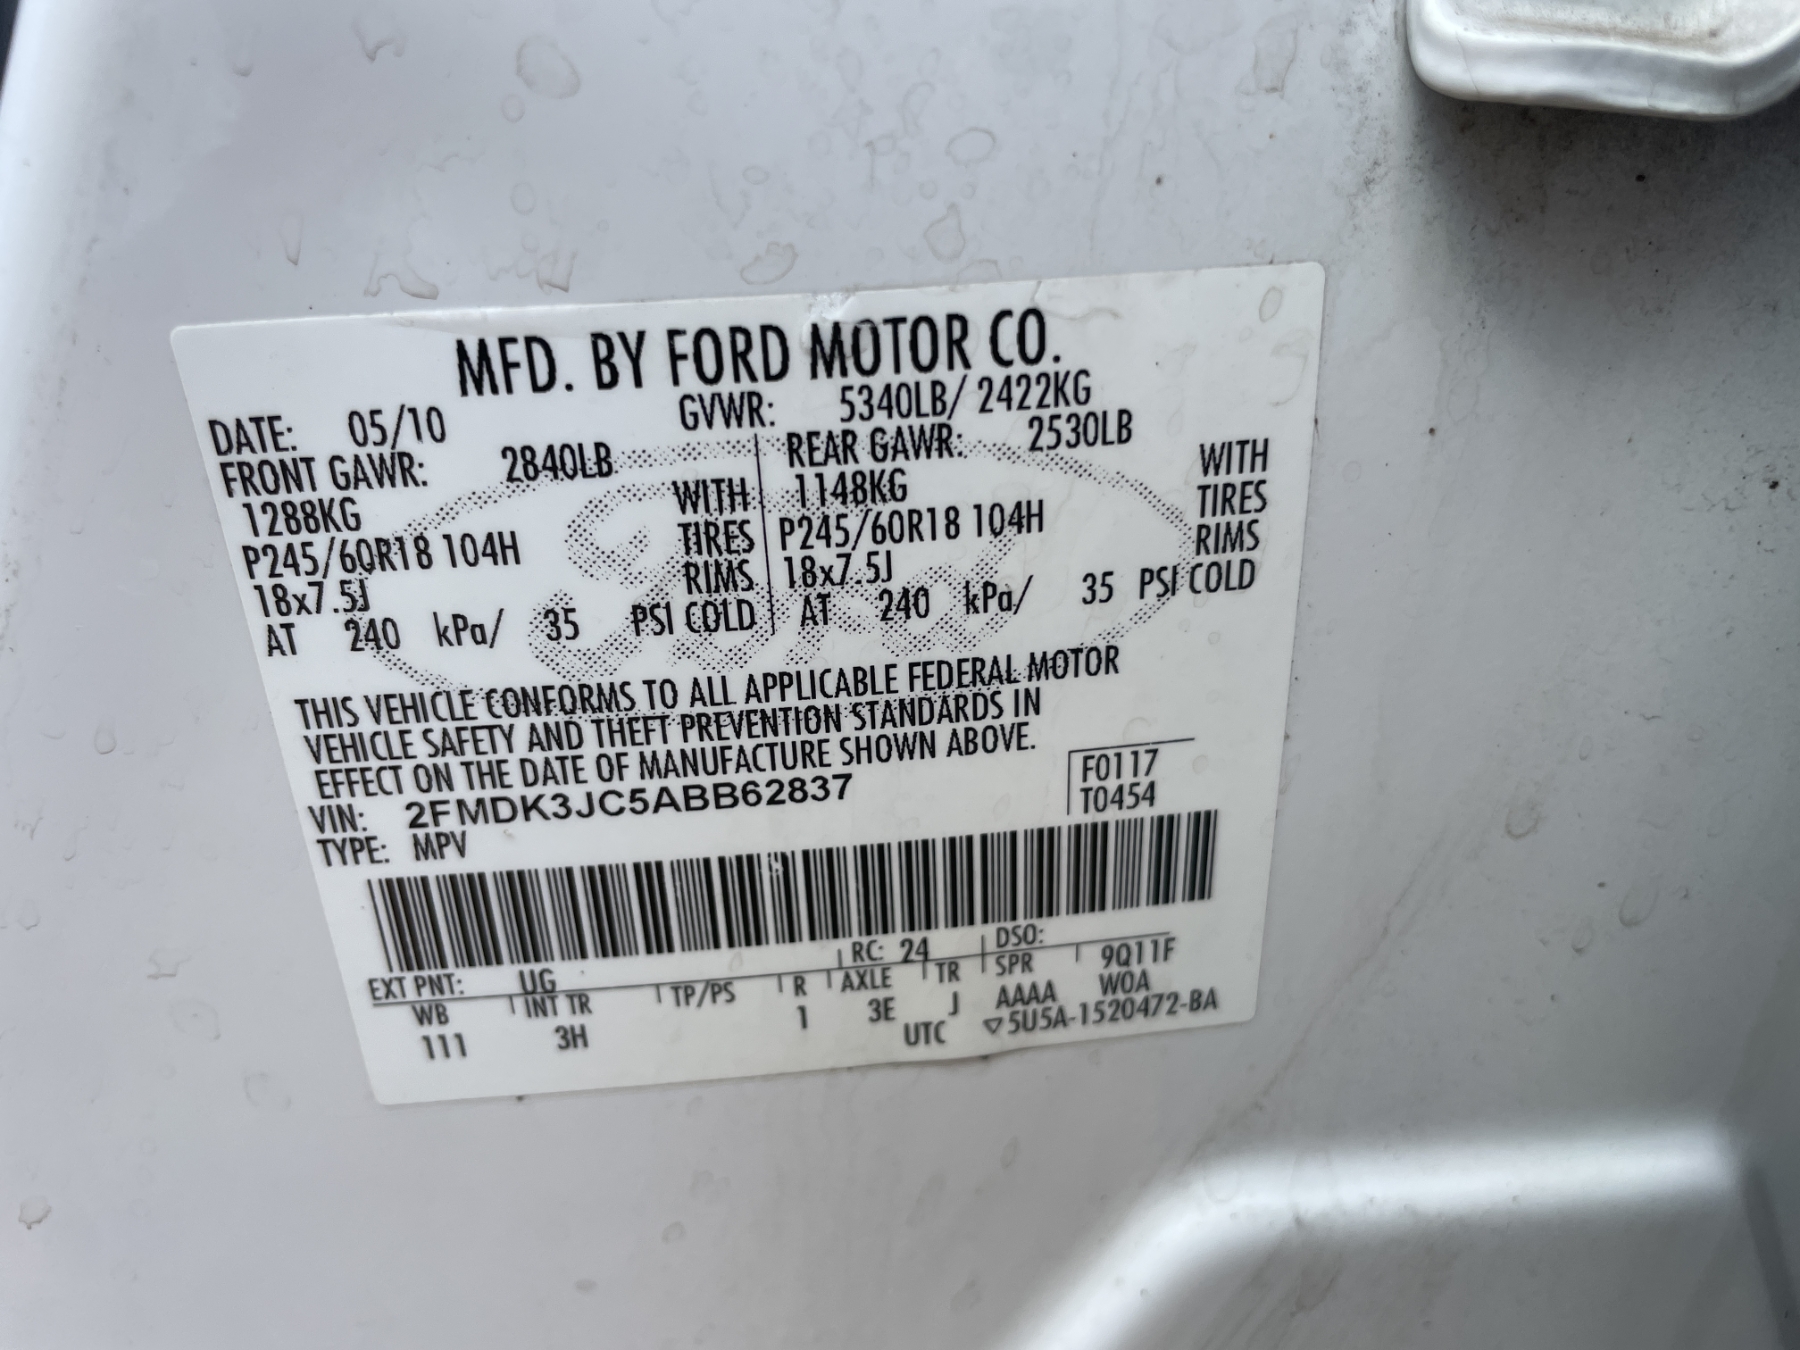 MFD. BY FORD MOTOR CO.
DATE: 05/10 GVWR: 5340LB/ 2422KG
FRONT GAWR: 2840LB REAR GAWR: 2530LB
1288KG WITH 1148KG WITH
P245/60R18 104H TIRES P245/60R18 104H TIRES
18x7.5J RIMS 18x7.5J RIMS
AT 240 kPa/ 35 PSI COLD AT 240 kPa/ 35 PSI COLD
Ford
THIS VEHICLE CONFORMS TO ALL APPLICABLE FEDERAL MOTOR
VEHICLE SAFETY AND THEFT PREVENTION STANDARDS IN
EFFECT ON THE DATE OF MANUFACTURE SHOWN ABOVE.
VIN: 2FMDK3JC5ABB62837 F0117
TYPE: MPV T0454
EXT PNT: UG RC: 24 DSO:
WB INT TR TP/PS R AXLE TR SPR 9Q11F
111 3H 1 3E J AAAA WOA
UTC ▽5U5A-1520472-BA